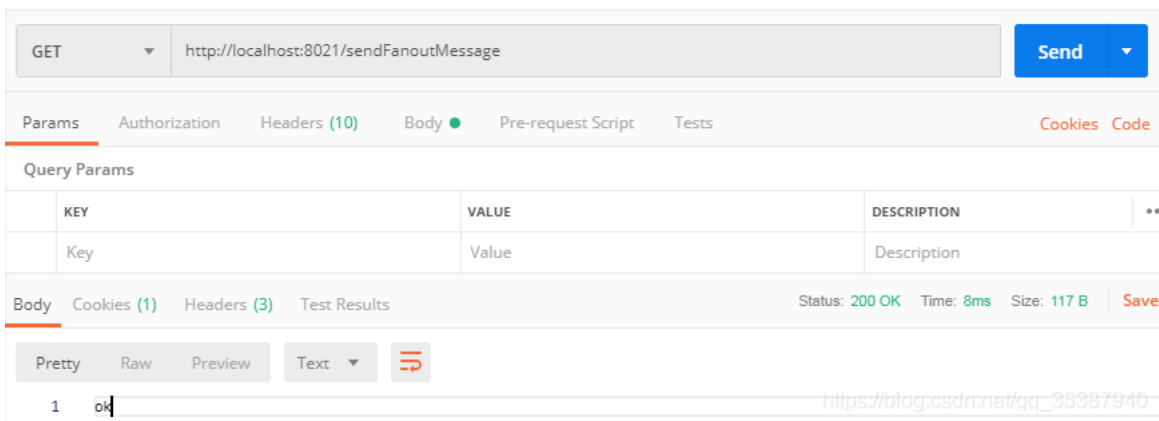 GET http://localhost:8021/sendFanoutMessage Send
Params Authorization Headers (10) Body Pre-request Script Tests Cookies Code
Query Params
KEY VALUE DESCRIPTION
Key Value Description
Body Cookies (1) Headers (3) Test Results Status: 200 OK Time: 8ms Size: 117 B Save
Pretty Raw Preview Text
1 ok
https://blog.csdn.net/qq_35387940